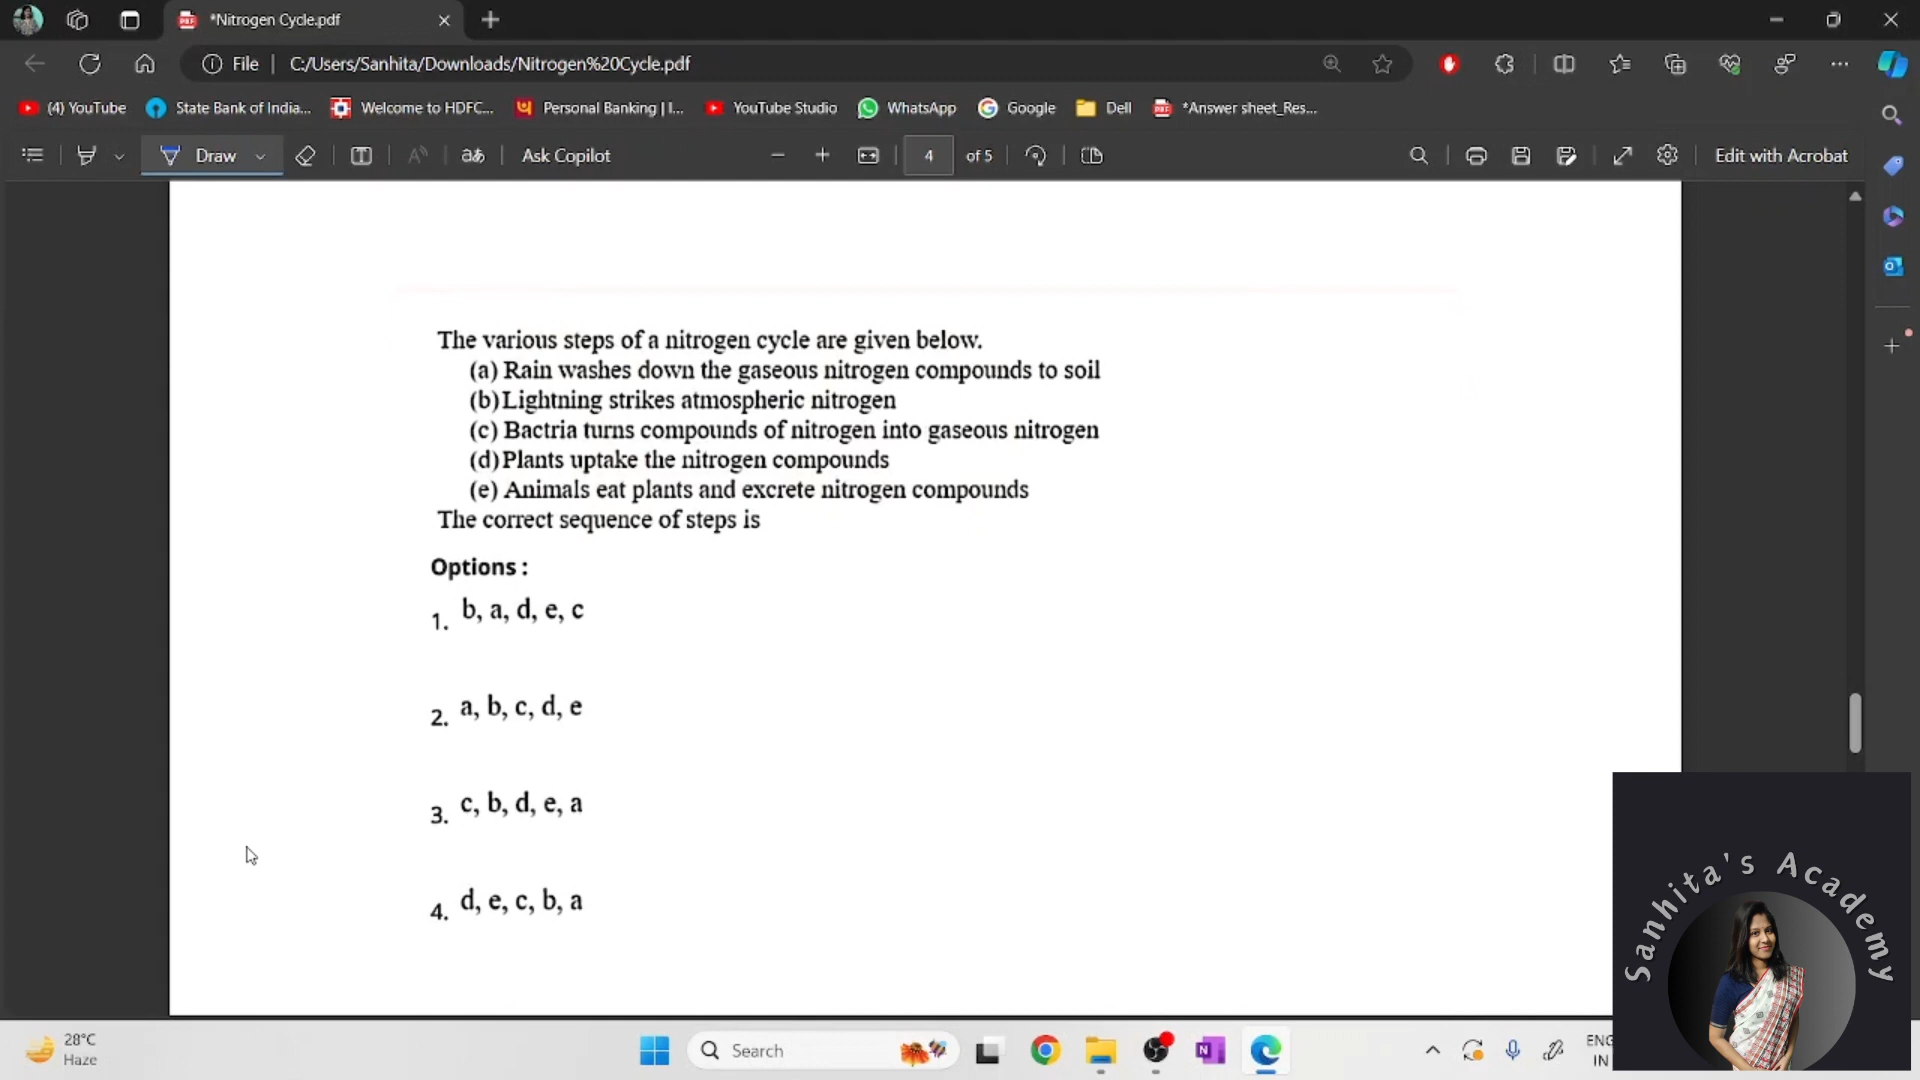 *Nitrogen Cycle.pdf
File
C:/Users/Sanhita/Downloads/Nitrogen%20Cycle.pdf
(4) YouTube
State Bank of India...
Welcome to HDFC...
Personal Banking | I...
YouTube Studio
WhatsApp
Google
Dell
*Answer sheet_Res...
Draw
Ask Copilot
4
of 5
Edit with Acrobat
The various steps of a nitrogen cycle are given below.
(a) Rain washes down the gaseous nitrogen compounds to soil
(b) Lightning strikes atmospheric nitrogen
(c) Bactria turns compounds of nitrogen into gaseous nitrogen
(d) Plants uptake the nitrogen compounds
(e) Animals eat plants and excrete nitrogen compounds
The correct sequence of steps is
Options :
1. b, a, d, e, c
2. a, b, c, d, e
3. c, b, d, e, a
4. d, e, c, b, a
Sanhita's Academy
28°C
Haze
Search
ENG
IN